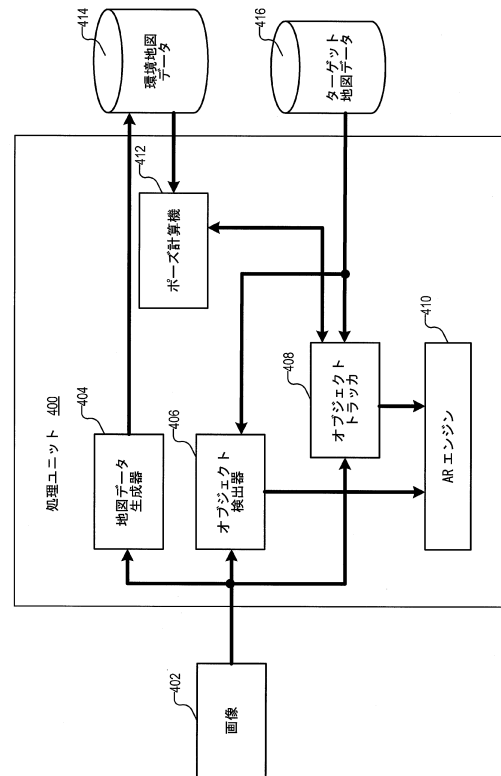 処理ユニット 400
402
画像
404
地図データ
生成器
406
オブジェクト
検出器
408
オブジェクト
トラッカ
410
ARエンジン
412
ポーズ計算機
414
環境地図
データ
416
ターゲット
地図データ